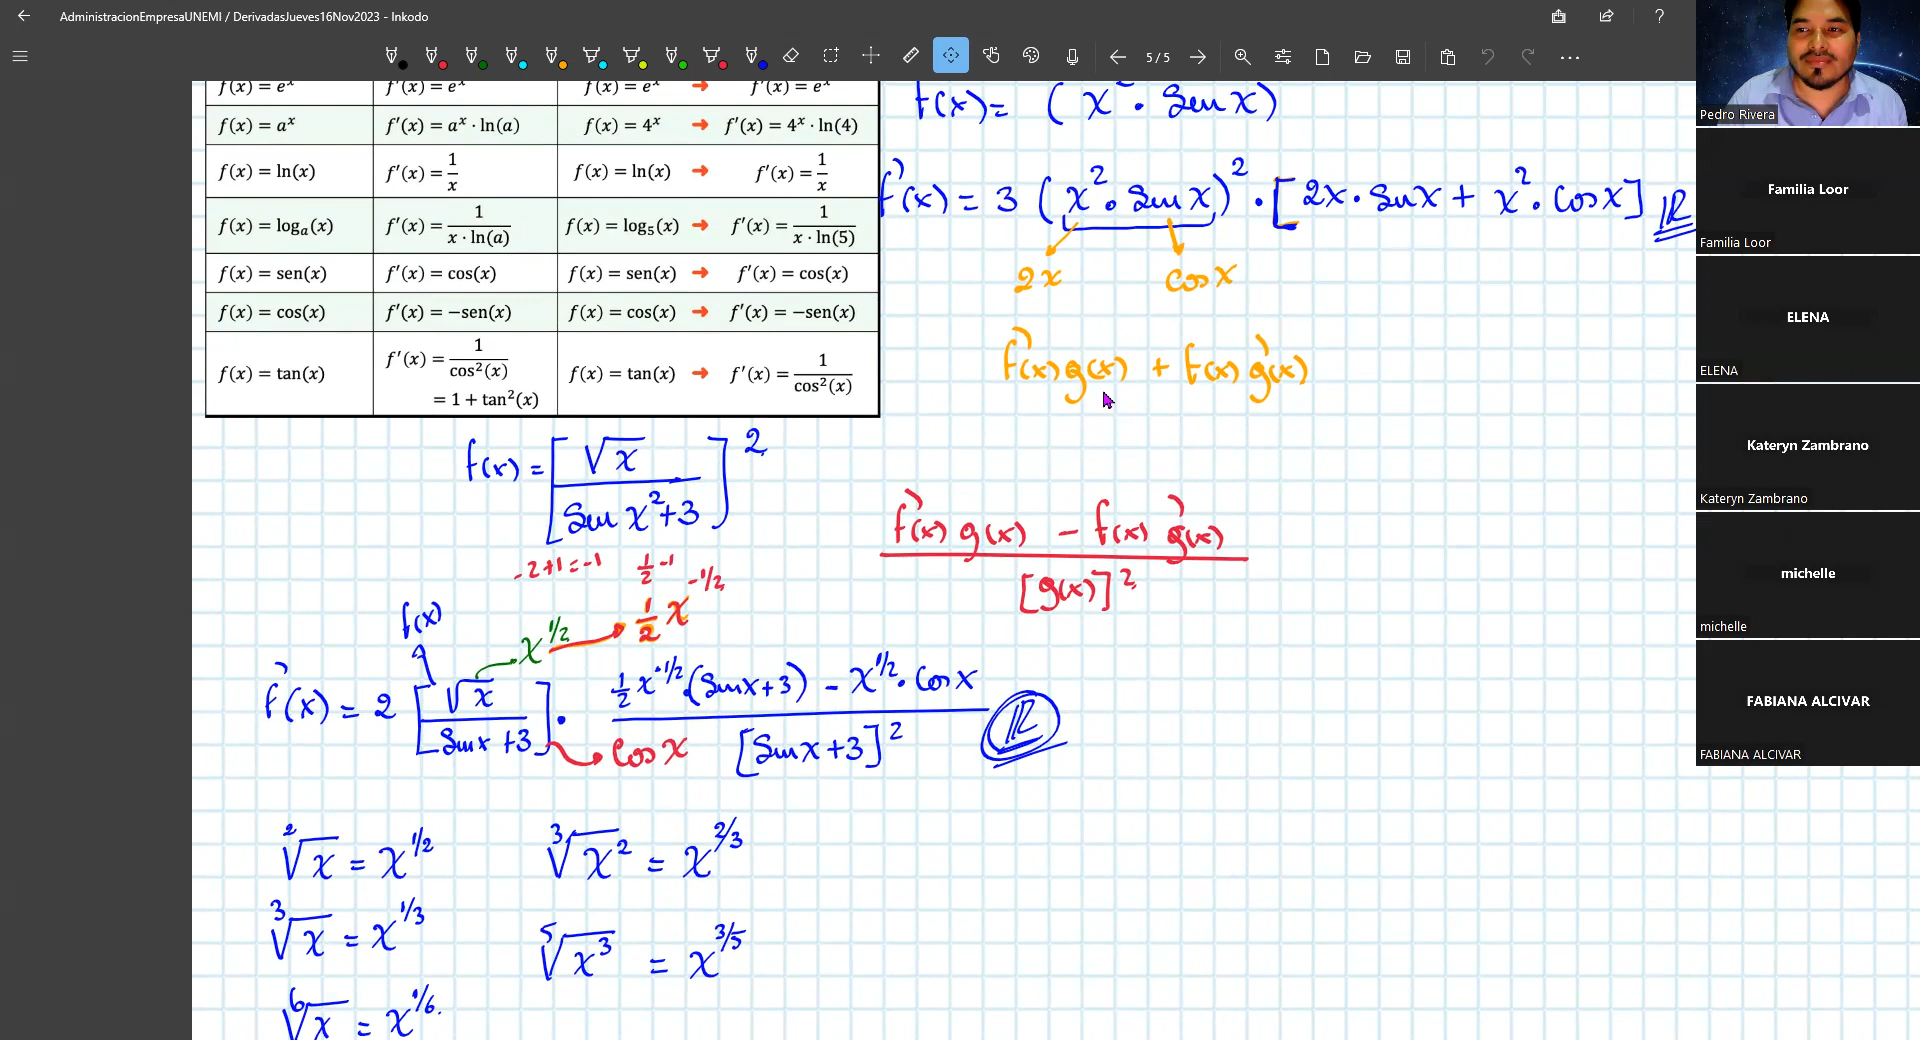 AdministracionEmpresaUNEMI / DerivadasJueves16Nov2023 - Inkodo
?
5 / 5
f(x) = eˣ f′(x) = eˣ f(x) = eˣ → f′(x) = eˣ
f(x) = aˣ f′(x) = aˣ · ln(a) f(x) = 4ˣ → f′(x) = 4ˣ · ln(4)
f(x) = ln(x) f′(x) = 1/x f(x) = ln(x) → f′(x) = 1/x
f(x) = logₐ(x) f′(x) = 1/(x · ln(a)) f(x) = log₅(x) → f′(x) = 1/(x · ln(5))
f(x) = sen(x) f′(x) = cos(x) f(x) = sen(x) → f′(x) = cos(x)
f(x) = cos(x) f′(x) = −sen(x) f(x) = cos(x) → f′(x) = −sen(x)
f(x) = tan(x) f′(x) = 1/cos²(x) = 1 + tan²(x) f(x) = tan(x) → f′(x) = 1/cos²(x)
f(x) = (x² · Sen x)
f′(x) = 3 (x² · Sen x)² · [2x · Sen x + x² · Cos x] R
2x Cos x
f′(x) g(x) + f(x) g′(x)
f(x) = [√x / Sen x² + 3]²
f′(x) g(x) − f(x) g′(x)
[g(x)]²
-2+1=-1 1/2 -1
f(x) x^1/2 → 1/2 x^-1/2
f′(x) = 2 [√x / Sen x + 3] · 1/2 x^-1/2 · (Sen x + 3) − x^1/2 · Cos x / [Sen x + 3]² R
Cos x
²√x = x^1/2 ³√x² = x^2/3
³√x = x^1/3 ⁵√x³ = x^3/5
⁶√x = x^1/6.
Pedro Rivera
Familia Loor
Familia Loor
ELENA
ELENA
Kateryn Zambrano
Kateryn Zambrano
michelle
michelle
FABIANA ALCIVAR
FABIANA ALCIVAR